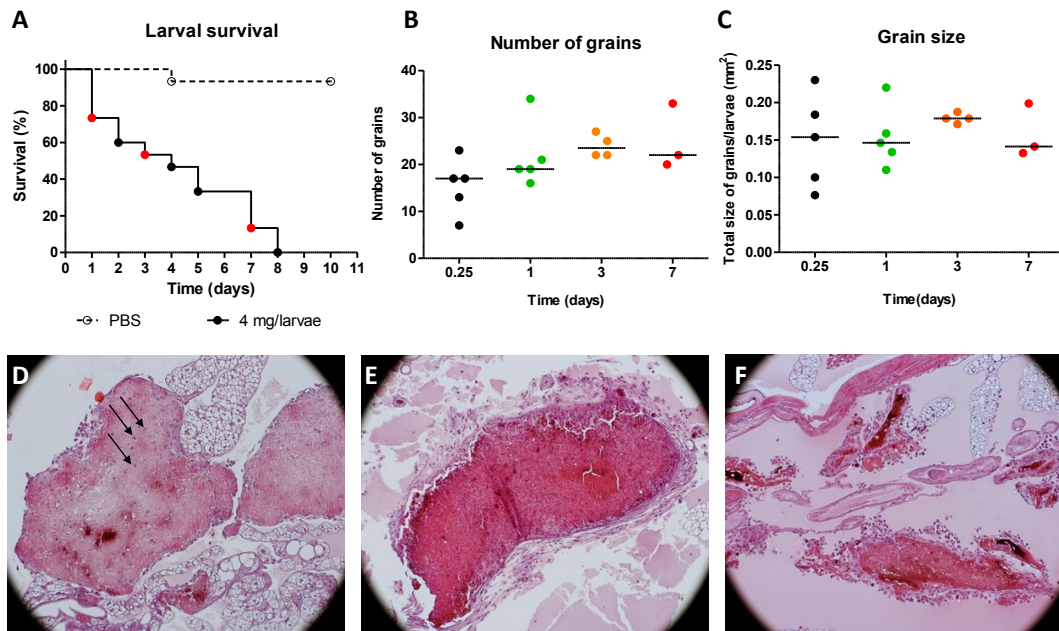 A
Larval survival
Survival (%)
100
80
60
40
20
0
0 1 2 3 4 5 6 7 8 9 10 11
Time (days)
PBS
4 mg/larvae
B
Number of grains
Number of grains
40
30
20
10
0
0.25 1 3 7
Time (days)
C
Grain size
Total size of grains/larvae (mm²)
0.25
0.20
0.15
0.10
0.05
0.00
0.25 1 3 7
Time(days)
D
E
F